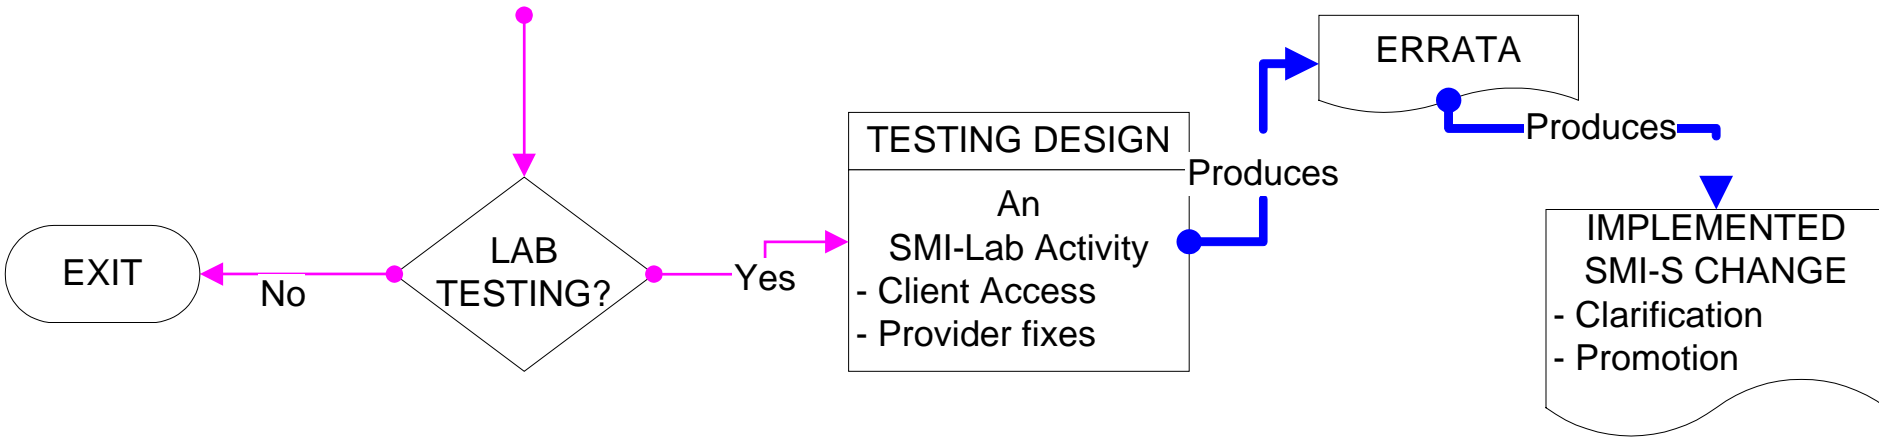 EXIT
No
LAB
TESTING?
Yes
TESTING DESIGN
An
SMI-Lab Activity
- Client Access
- Provider fixes
Produces
ERRATA
Produces
IMPLEMENTED
SMI-S CHANGE
- Clarification
- Promotion